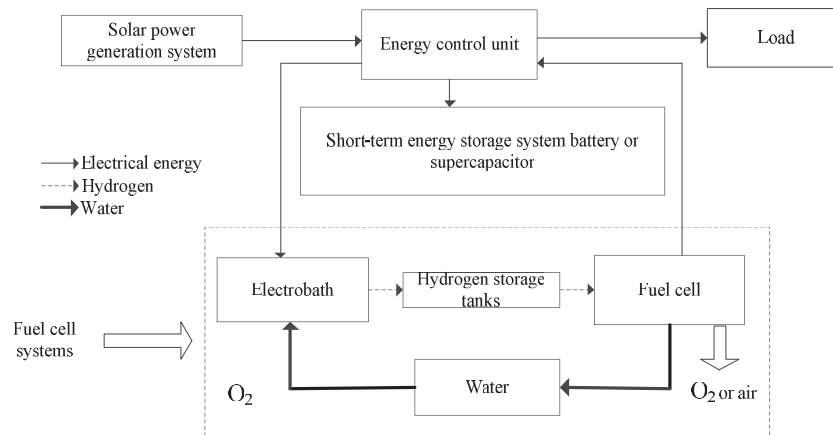 Solar power
generation system
Energy control unit
Load
Short-term energy storage system battery or
supercapacitor
Electrical energy
Hydrogen
Water
Electrobath
Hydrogen storage
tanks
Fuel cell
Fuel cell
systems
O₂
Water
O₂ or air